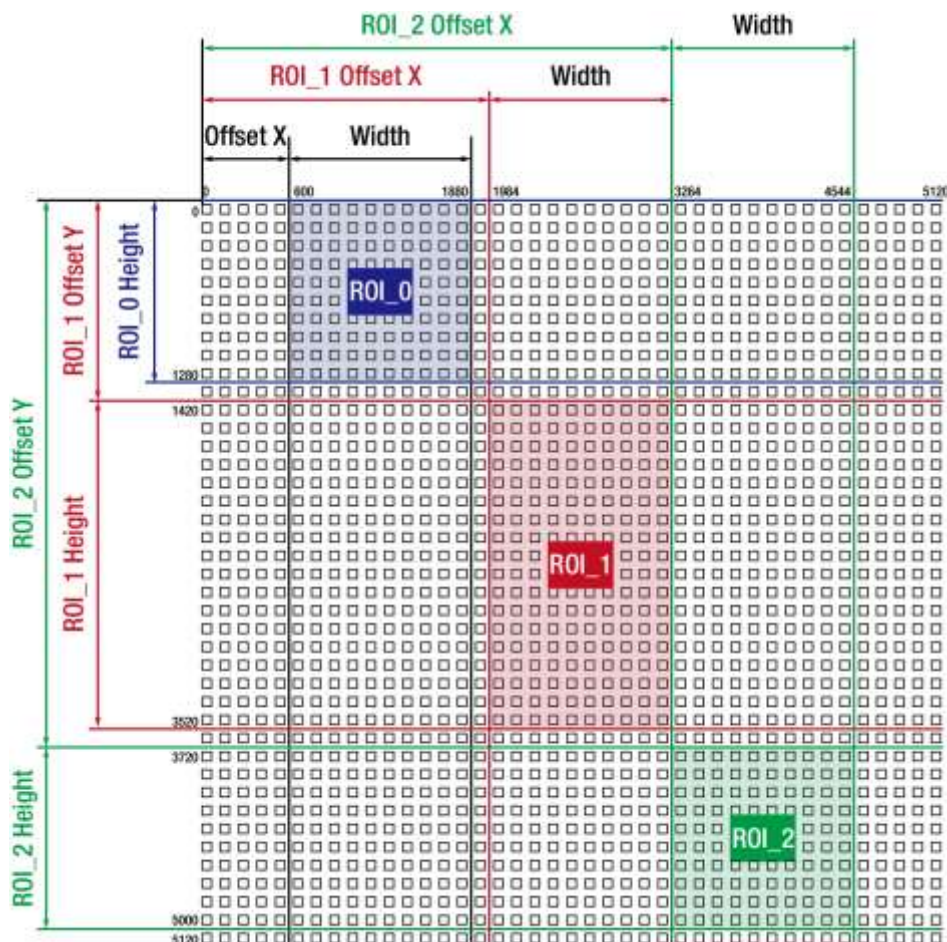 ROI_2 Offset X
Width
ROI_1 Offset X
Width
Offset X
Width
0
600
1880
1984
3264
4544
5120
0
ROI_0
ROI_0 Height
ROI_1 Offset Y
1280
1420
ROI_2 Offset Y
ROI_1 Height
ROI_1
3520
3720
ROI_2 Height
ROI_2
5000
5120